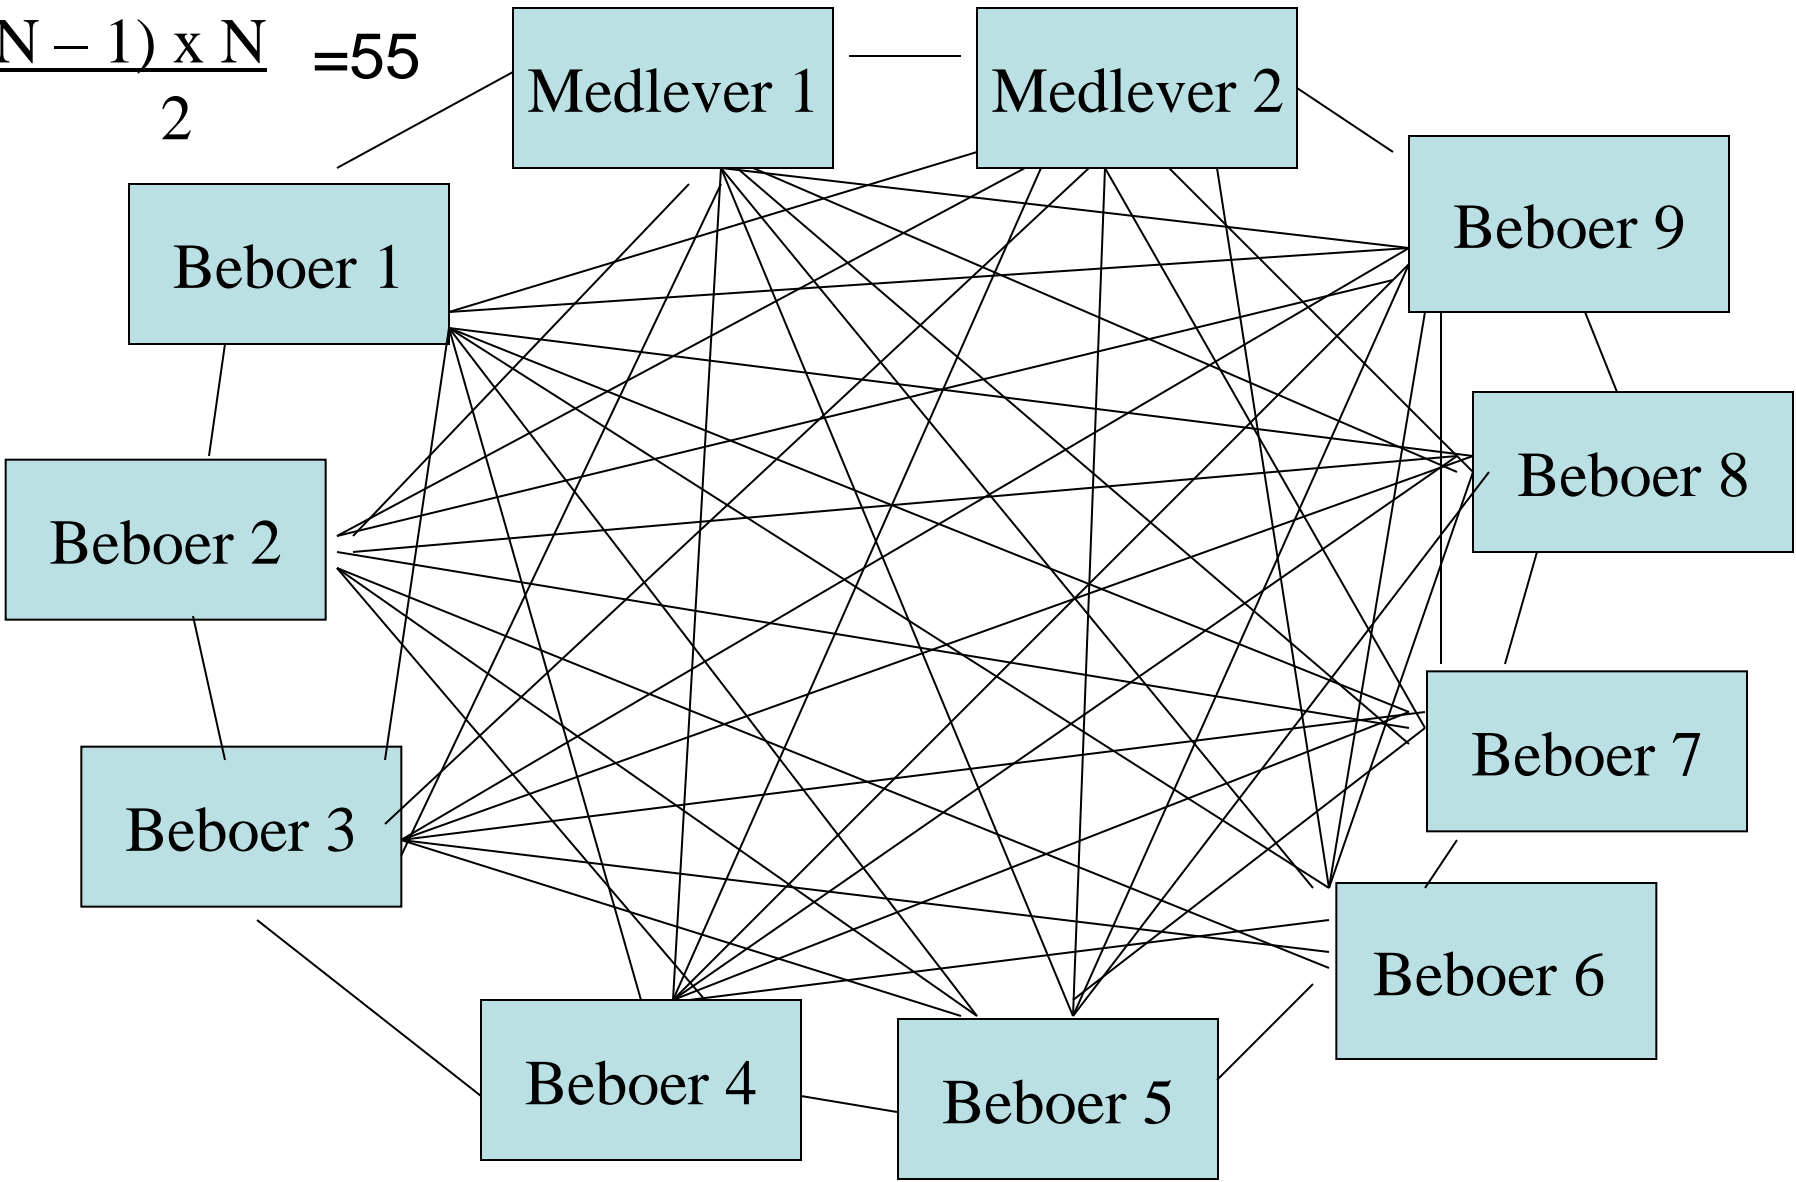 N – 1) x N =55
2
Medlever 1
Medlever 2
Beboer 9
Beboer 1
Beboer 8
Beboer 2
Beboer 7
Beboer 3
Beboer 6
Beboer 4
Beboer 5